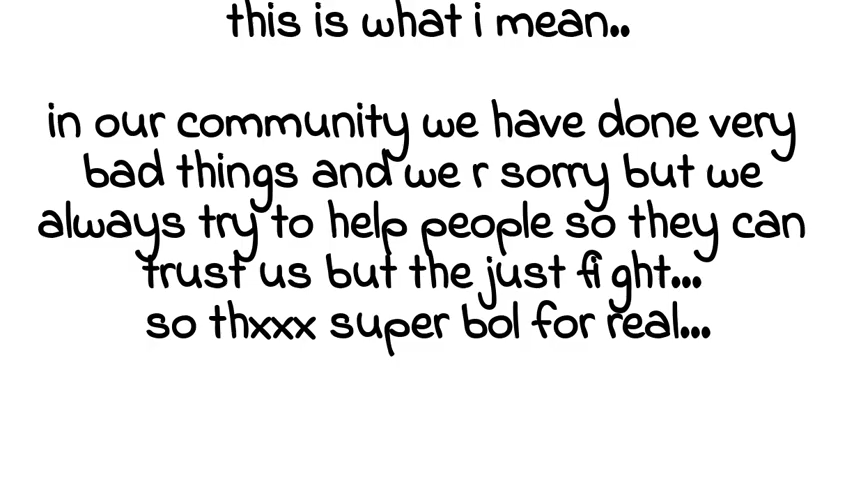 this is what i mean..
in our community we have done very
bad things and we r sorry but we
always try to help people so they can
trust us but the just fight...
so thxxx super bol for real...